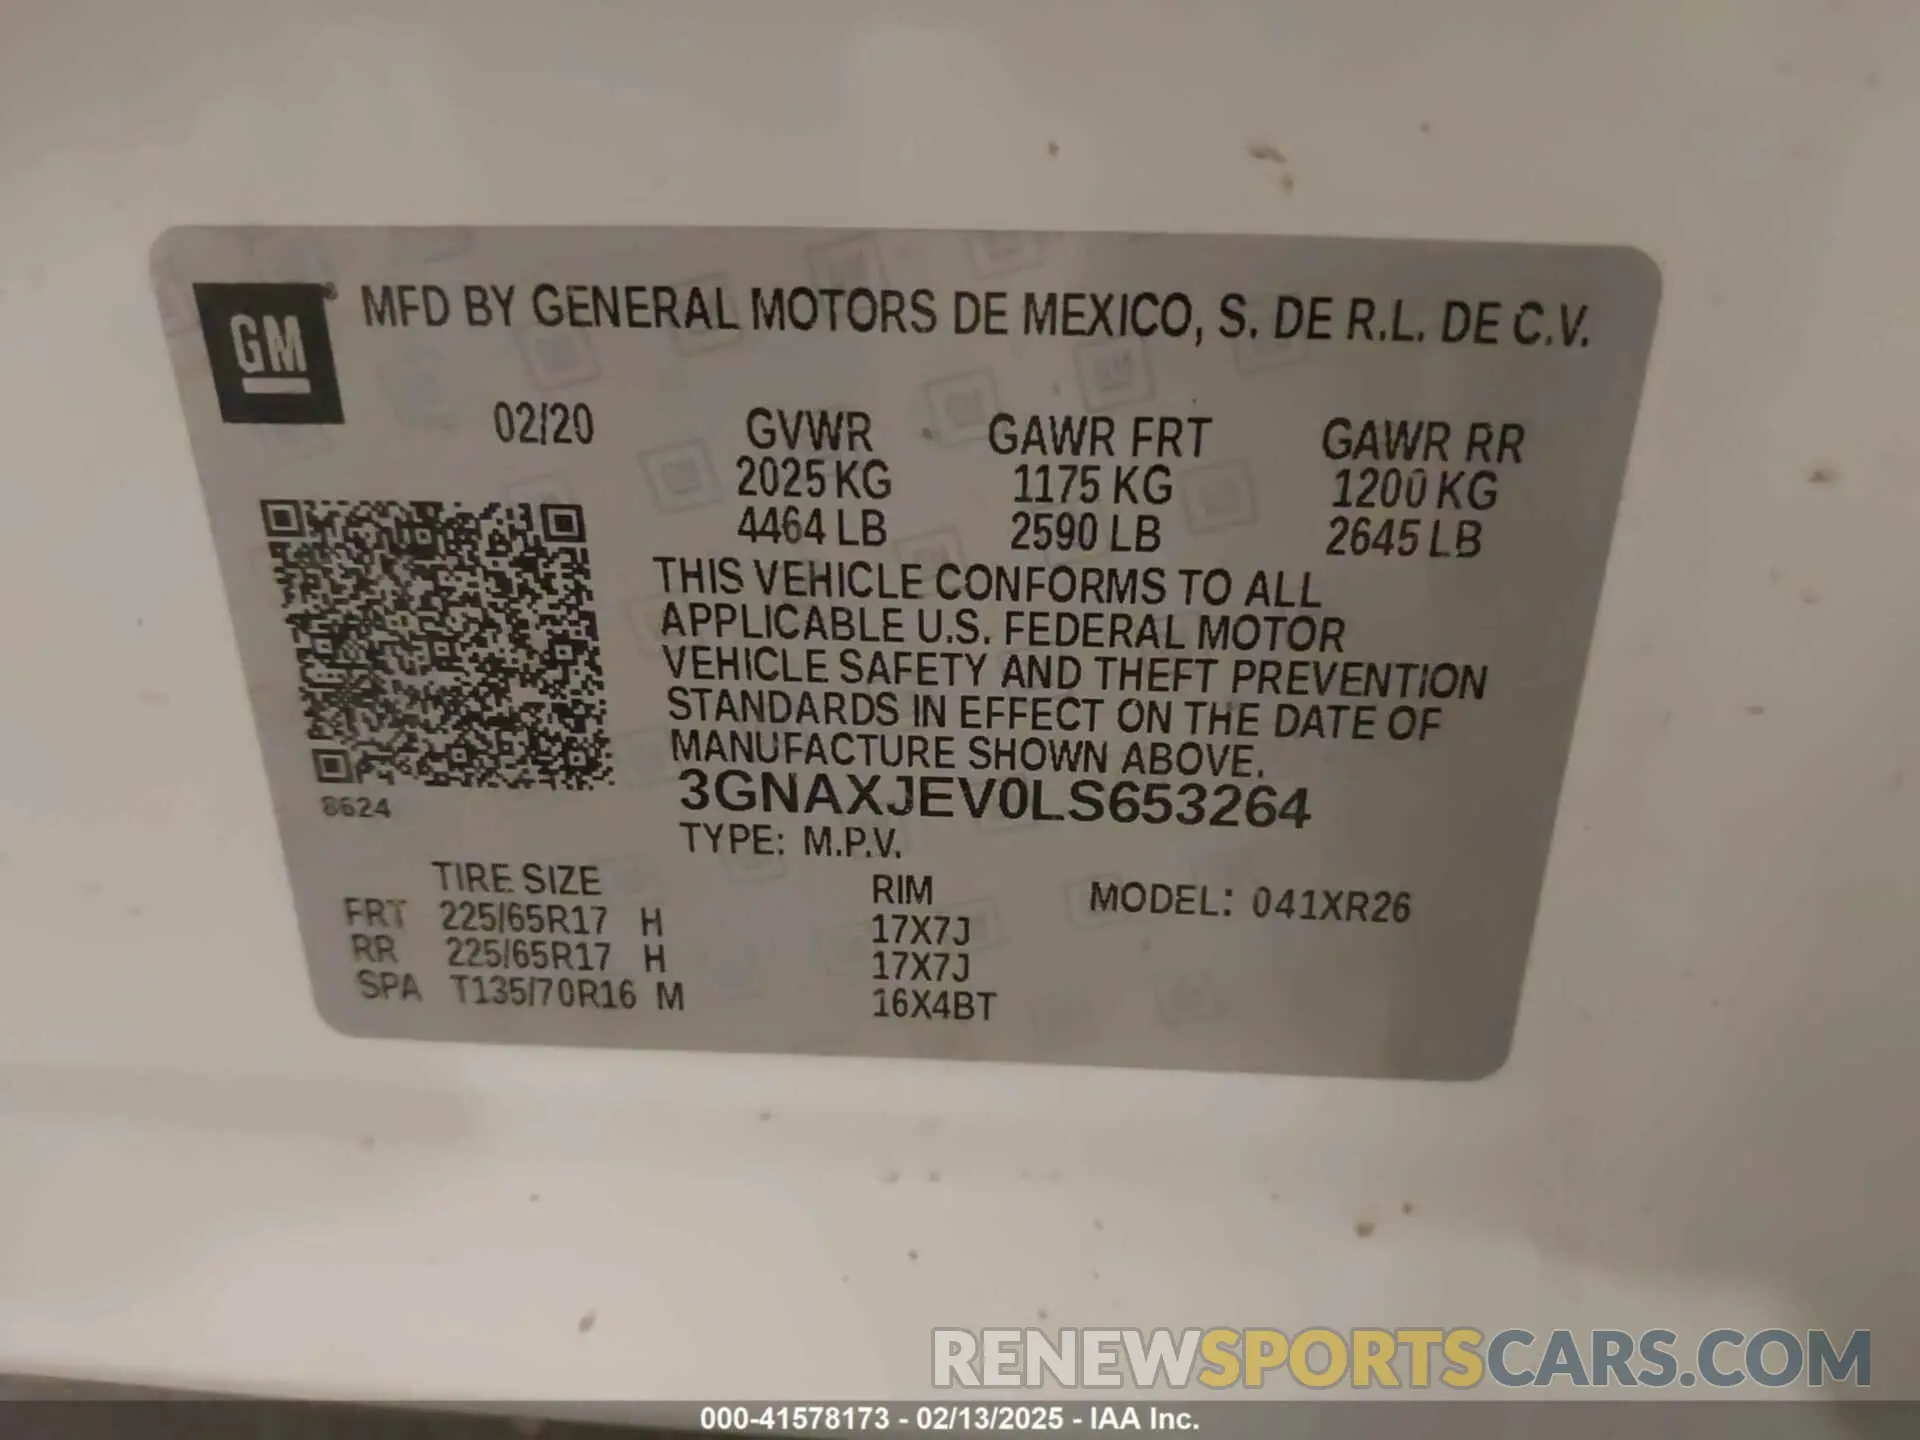 GM ® MFD BY GENERAL MOTORS DE MEXICO, S. DE R.L. DE C.V.
02/20 GVWR GAWR FRT GAWR RR
2025 KG 1175 KG 1200 KG
4464 LB 2590 LB 2645 LB
THIS VEHICLE CONFORMS TO ALL
APPLICABLE U.S. FEDERAL MOTOR
VEHICLE SAFETY AND THEFT PREVENTION
STANDARDS IN EFFECT ON THE DATE OF
MANUFACTURE SHOWN ABOVE.
8624 3GNAXJEV0LS653264
TYPE: M.P.V.
TIRE SIZE RIM MODEL: 041XR26
FRT 225/65R17 H 17X7J
RR 225/65R17 H 17X7J
SPA T135/70R16 M 16X4BT
RENEWSPORTSCARS.COM
000-41578173 - 02/13/2025 - IAA Inc.